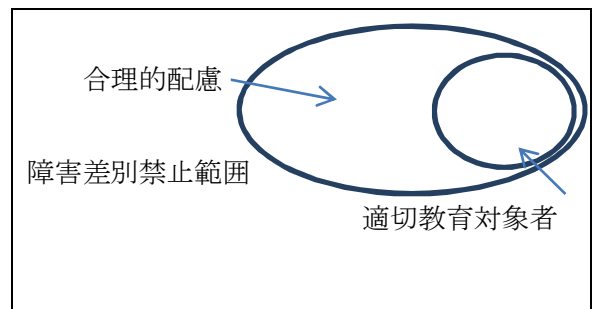 合理的配慮
障害差別禁止範囲
適切教育対象者